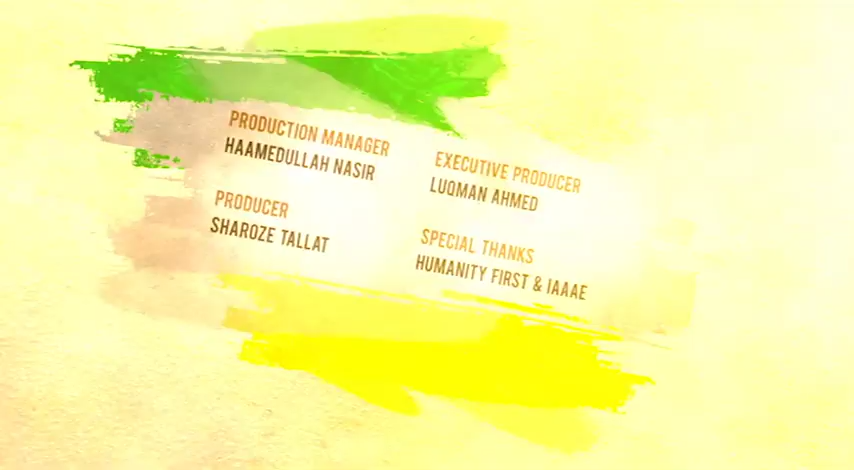 PRODUCTION MANAGER
HAAMEDULLAH NASIR
PRODUCER
SHAROZE TALLAT
EXECUTIVE PRODUCER
LUQMAN AHMED
SPECIAL THANKS
HUMANITY FIRST & IAAAE